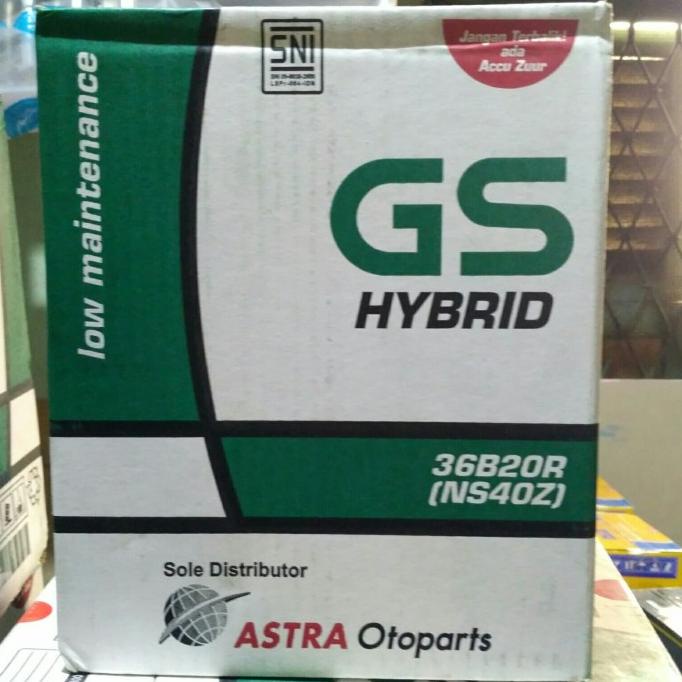 SNI
Jangan Terbalik!
ada
Accu Zuur
low maintenance
GS
HYBRID
36B20R
(NS40Z)
Sole Distributor
ASTRA Otoparts